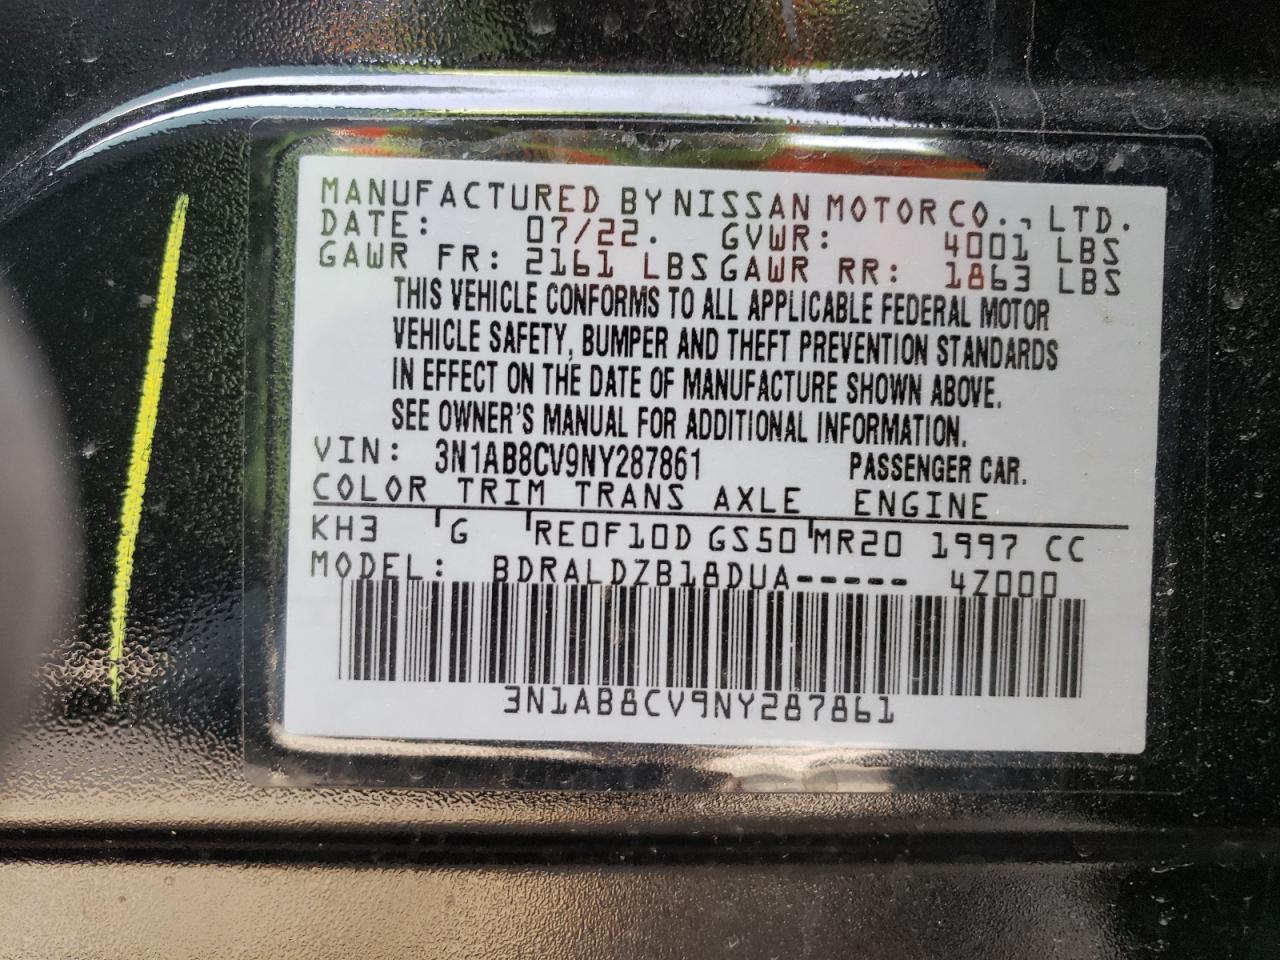 MANUFACTURED BY NISSAN MOTOR CO., LTD.
DATE: 07/22. GVWR: 4001 LBS
GAWR FR: 2161 LBS GAWR RR: 1863 LBS
THIS VEHICLE CONFORMS TO ALL APPLICABLE FEDERAL MOTOR
VEHICLE SAFETY, BUMPER AND THEFT PREVENTION STANDARDS
IN EFFECT ON THE DATE OF MANUFACTURE SHOWN ABOVE.
SEE OWNER'S MANUAL FOR ADDITIONAL INFORMATION.
VIN: 3N1AB8CV9NY287861 PASSENGER CAR.
COLOR TRIM TRANS AXLE ENGINE
KH3 G RE0F10D GS50 MR20 1997 CC
MODEL: BDRALDZB18DUA----- 4Z000
3N1AB8CV9NY287861